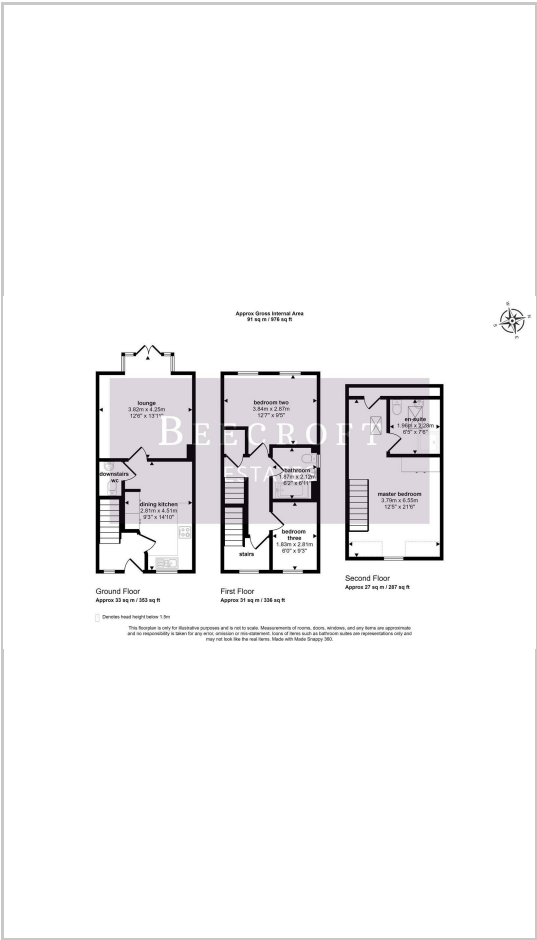 Approx Gross Internal Area
91 sq m / 976 sq ft
lounge
3.82m x 4.25m
12'6" x 13'11"
downstairs
wc
dining kitchen
2.81m x 4.51m
9'3" x 14'10"
Ground Floor
Approx 33 sq m / 353 sq ft
bedroom two
3.84m x 2.87m
12'7" x 9'5"
BEECROFT
ESTA
bathroom
1.87m x 2.12m
6'2" x 6'11"
bedroom
three
1.83m x 2.81m
6'0" x 9'3"
stairs
First Floor
Approx 31 sq m / 336 sq ft
en-suite
1.96m x 2.28m
6'5" x 7'6"
master bedroom
3.79m x 6.55m
12'5" x 21'6"
Second Floor
Approx 27 sq m / 287 sq ft
Denotes head height below 1.5m
This floorplan is only for illustrative purposes and is not to scale. Measurements of rooms, doors, windows, and any items are approximate
and no responsibility is taken for any error, omission or mis-statement. Icons of items such as bathroom suites are representations only and
may not look like the real items. Made with Made Snappy 360.